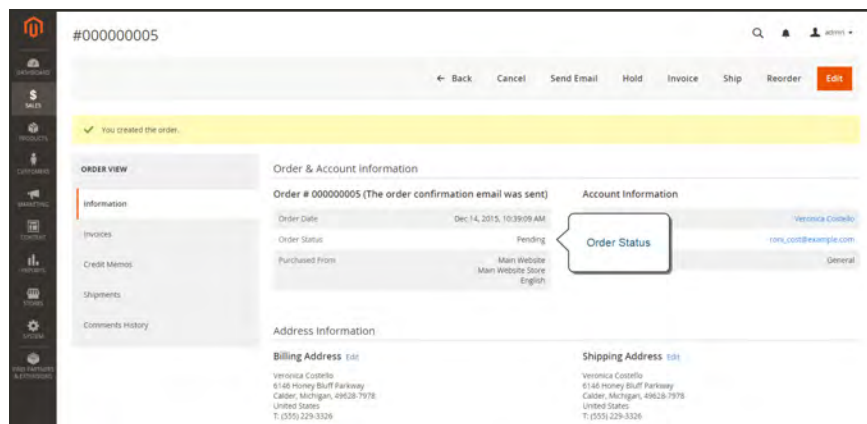 #000000005
admin
DASHBOARD
SALES
PRODUCTS
CUSTOMERS
MARKETING
CONTENT
REPORTS
STORES
SYSTEM
FIND PARTNERS
& EXTENSIONS
← Back Cancel Send Email Hold Invoice Ship Reorder Edit
You created the order.
ORDER VIEW
Information
Invoices
Credit Memos
Shipments
Comments History
Order & Account Information
Order # 000000005 (The order confirmation email was sent)
Order Date Dec 14, 2015, 10:39:09 AM
Order Status Pending
Purchased From Main Website
Main Website Store
English
Order Status
Account Information
Veronica Costello
roni_cost@example.com
General
Address Information
Billing Address Edit
Veronica Costello
6146 Honey Bluff Parkway
Calder, Michigan, 49628-7978
United States
T: (555) 229-3326
Shipping Address Edit
Veronica Costello
6146 Honey Bluff Parkway
Calder, Michigan, 49628-7978
United States
T: (555) 229-3326